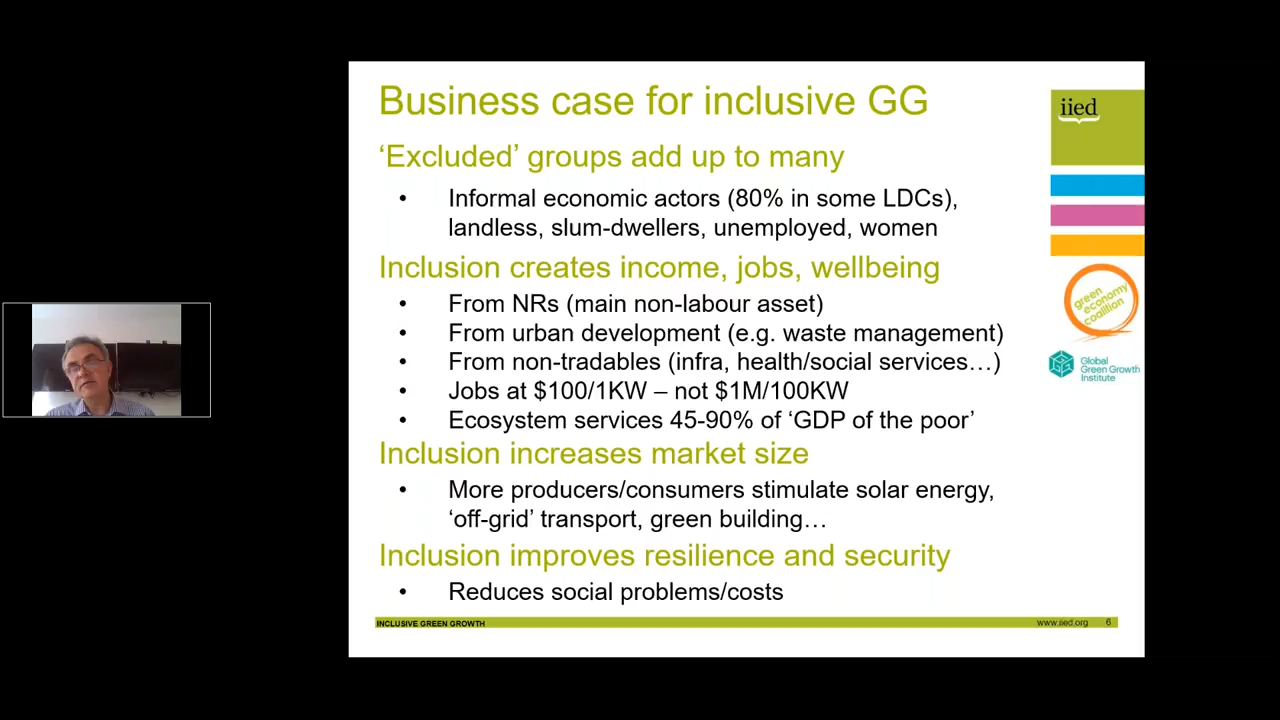 Business case for inclusive GG
‘Excluded’ groups add up to many
• Informal economic actors (80% in some LDCs),
landless, slum-dwellers, unemployed, women
Inclusion creates income, jobs, wellbeing
• From NRs (main non-labour asset)
• From urban development (e.g. waste management)
• From non-tradables (infra, health/social services…)
• Jobs at $100/1KW – not $1M/100KW
• Ecosystem services 45-90% of ‘GDP of the poor’
Inclusion increases market size
• More producers/consumers stimulate solar energy,
‘off-grid’ transport, green building…
Inclusion improves resilience and security
• Reduces social problems/costs
INCLUSIVE GREEN GROWTH
www.iied.org 6
iied
green
economy
coalition
Global
Green Growth
Institute